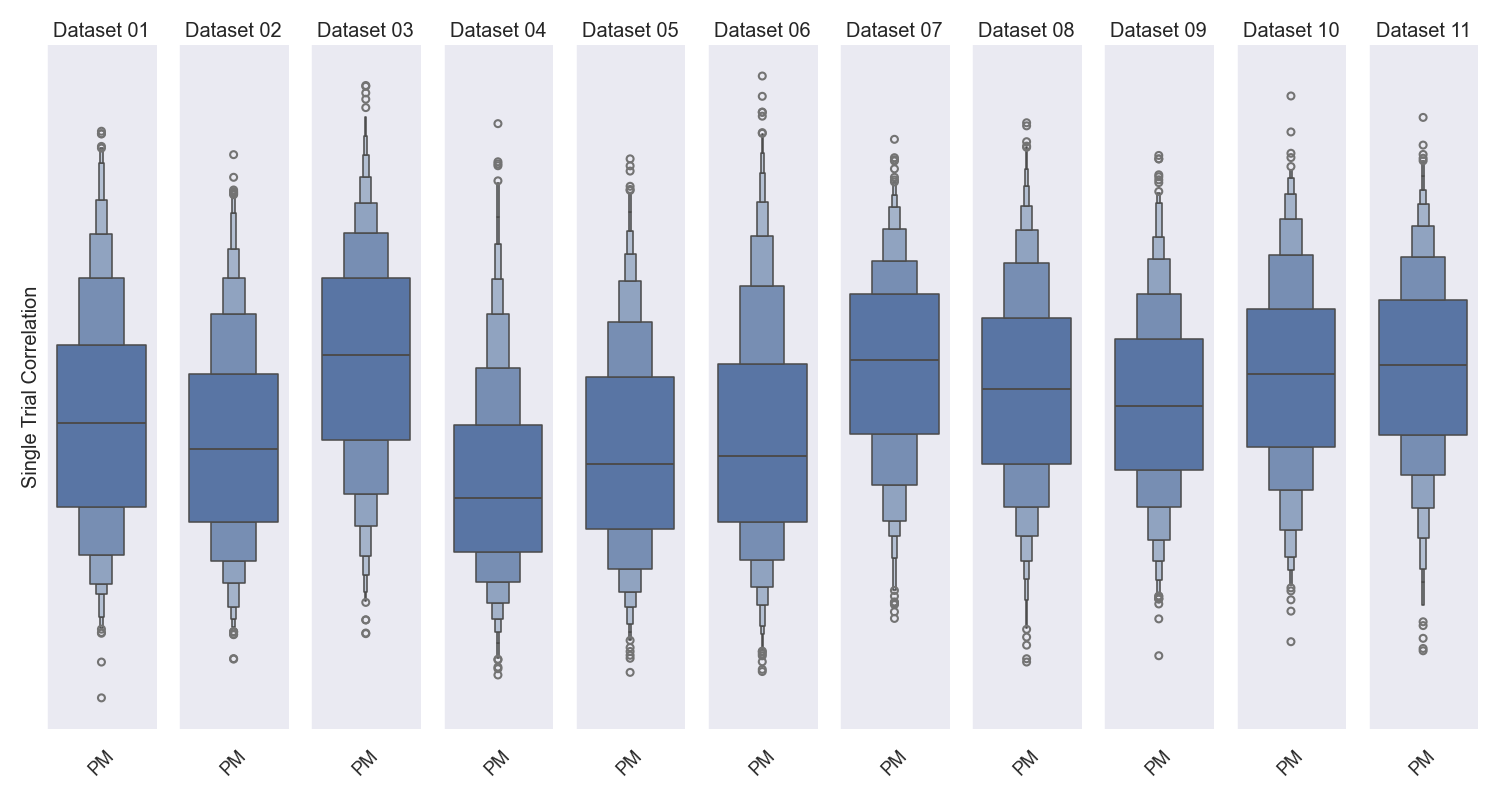 Dataset 01 Dataset 02 Dataset 03 Dataset 04 Dataset 05 Dataset 06 Dataset 07 Dataset 08 Dataset 09 Dataset 10 Dataset 11
Single Trial Correlation
PM PM PM PM PM PM PM PM PM PM PM